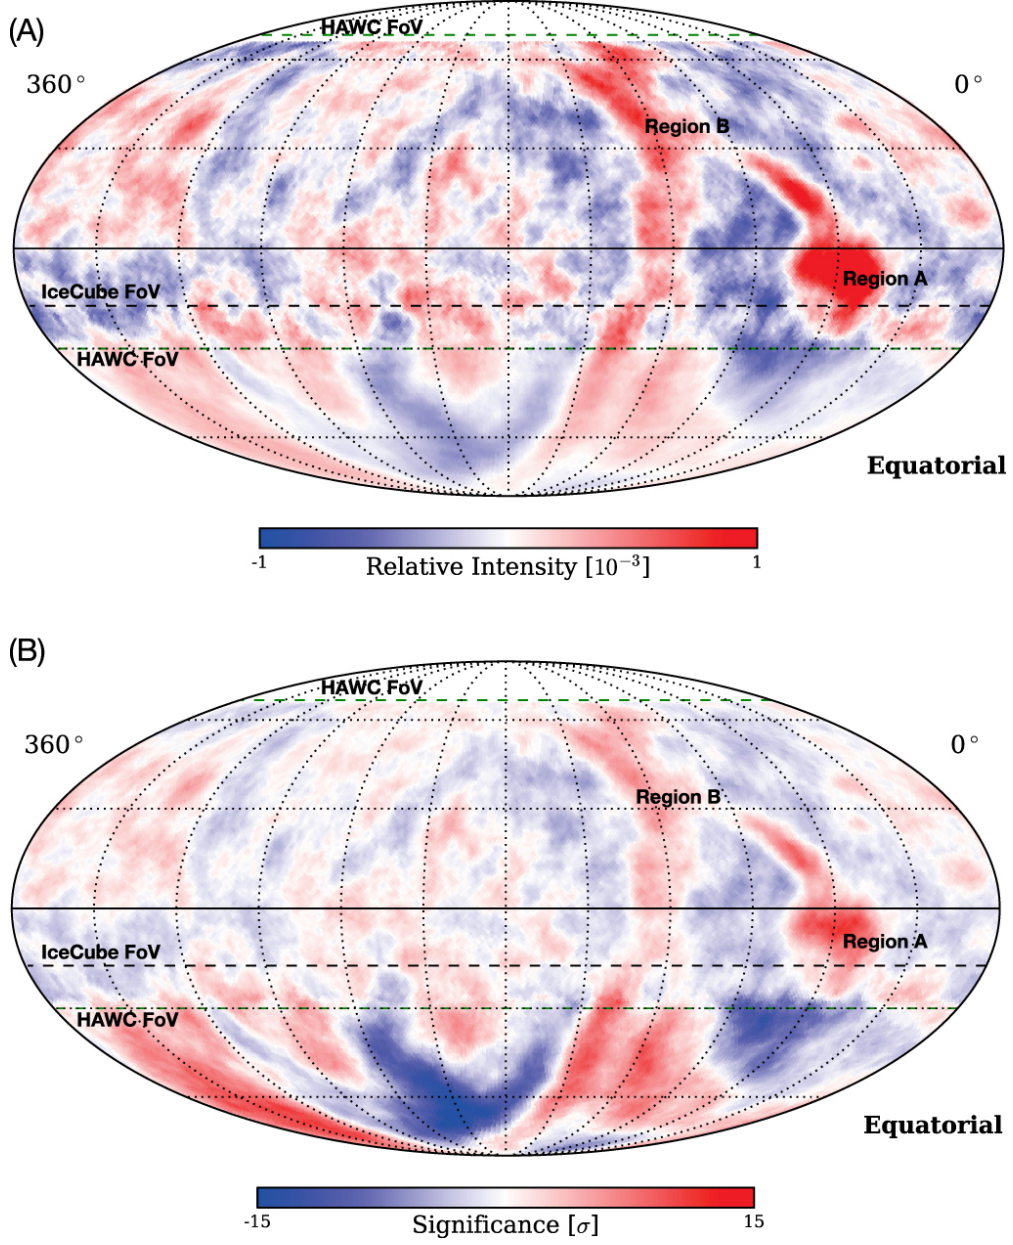 (A)
HAWC FoV
360°
0°
Region B
Region A
IceCube FoV
HAWC FoV
Equatorial
-1
1
Relative Intensity [10⁻³]
(B)
HAWC FoV
360°
0°
Region B
Region A
IceCube FoV
HAWC FoV
Equatorial
-15
15
Significance [σ]